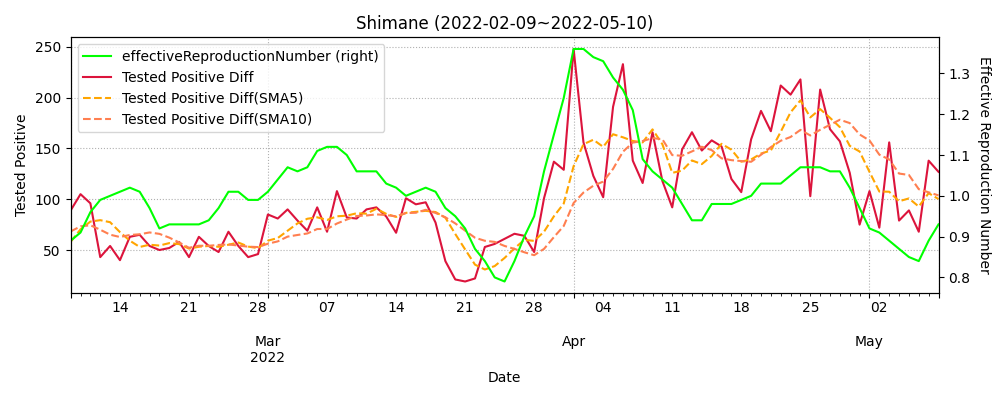 Shimane (2022-02-09~2022-05-10)
effectiveReproductionNumber (right)
Tested Positive Diff
Tested Positive Diff(SMA5)
Tested Positive Diff(SMA10)
Tested Positive
250
200
150
100
50
Effective Reproduction Number
1.3
1.2
1.1
1.0
0.9
0.8
14 21 28 07 14 21 28 04 11 18 25 02
Mar Apr May
2022
Date